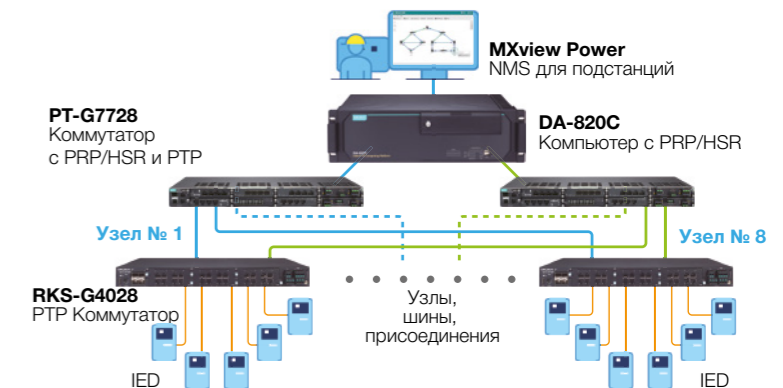 MXview Power
NMS для подстанций
PT-G7728
Коммутатор
с PRP/HSR и PTP
DA-820C
Компьютер с PRP/HSR
Узел № 1
Узел № 8
RKS-G4028
PTP Коммутатор
Узлы,
шины,
присоединения
IED
IED